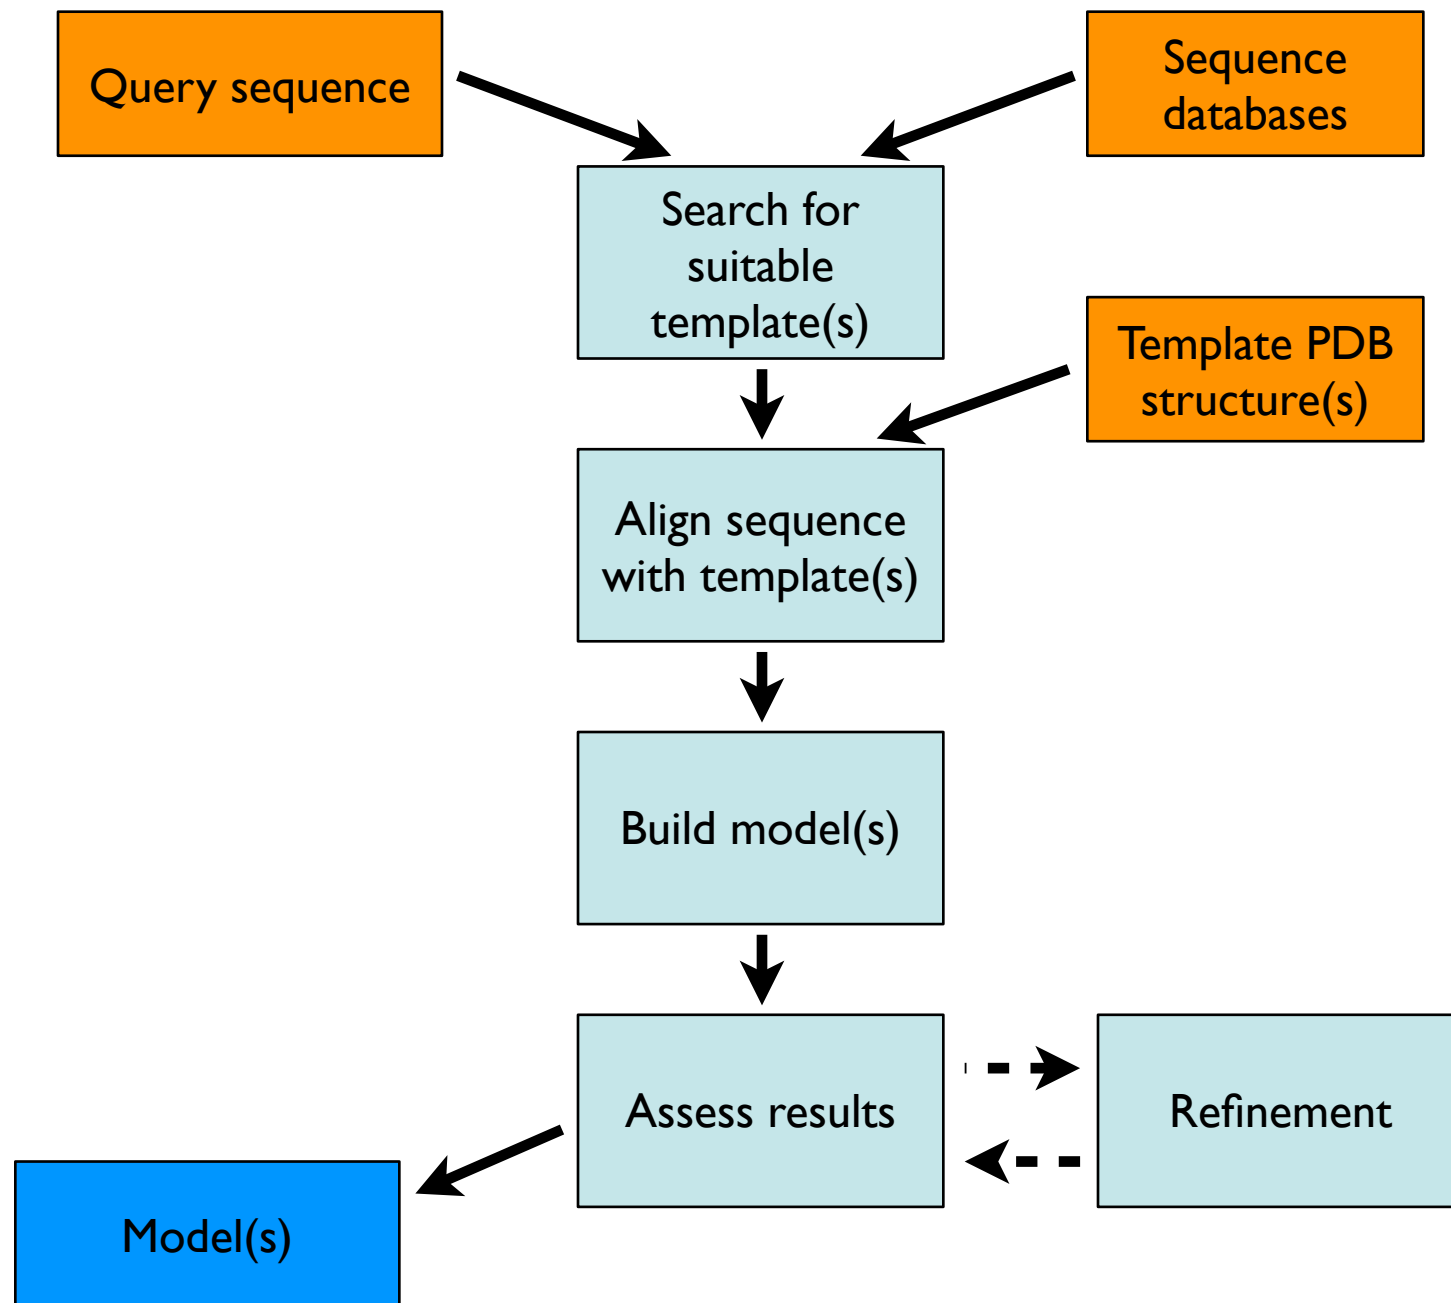 Query sequence
Sequence
databases
Search for
suitable
template(s)
Template PDB
structure(s)
Align sequence
with template(s)
Build model(s)
Assess results
Refinement
Model(s)